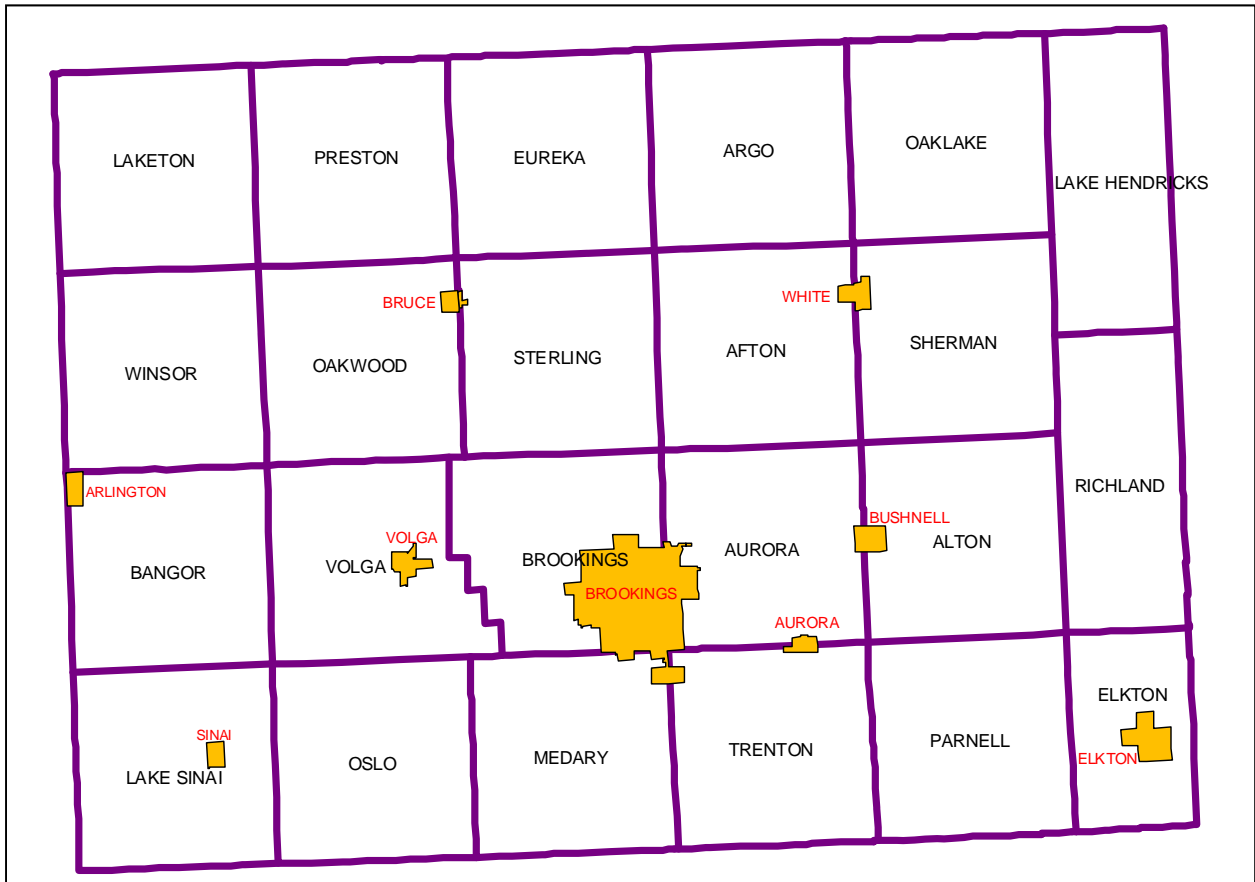 LAKETON
PRESTON
EUREKA
ARGO
OAKLAKE
LAKE HENDRICKS
BRUCE
WHITE
WINSOR
OAKWOOD
STERLING
AFTON
SHERMAN
ARLINGTON
RICHLAND
BUSHNELL
VOLGA
BANGOR
VOLGA
BROOKINGS
BROOKINGS
AURORA
ALTON
AURORA
ELKTON
SINAI
LAKE SINAI
OSLO
MEDARY
TRENTON
PARNELL
ELKTON